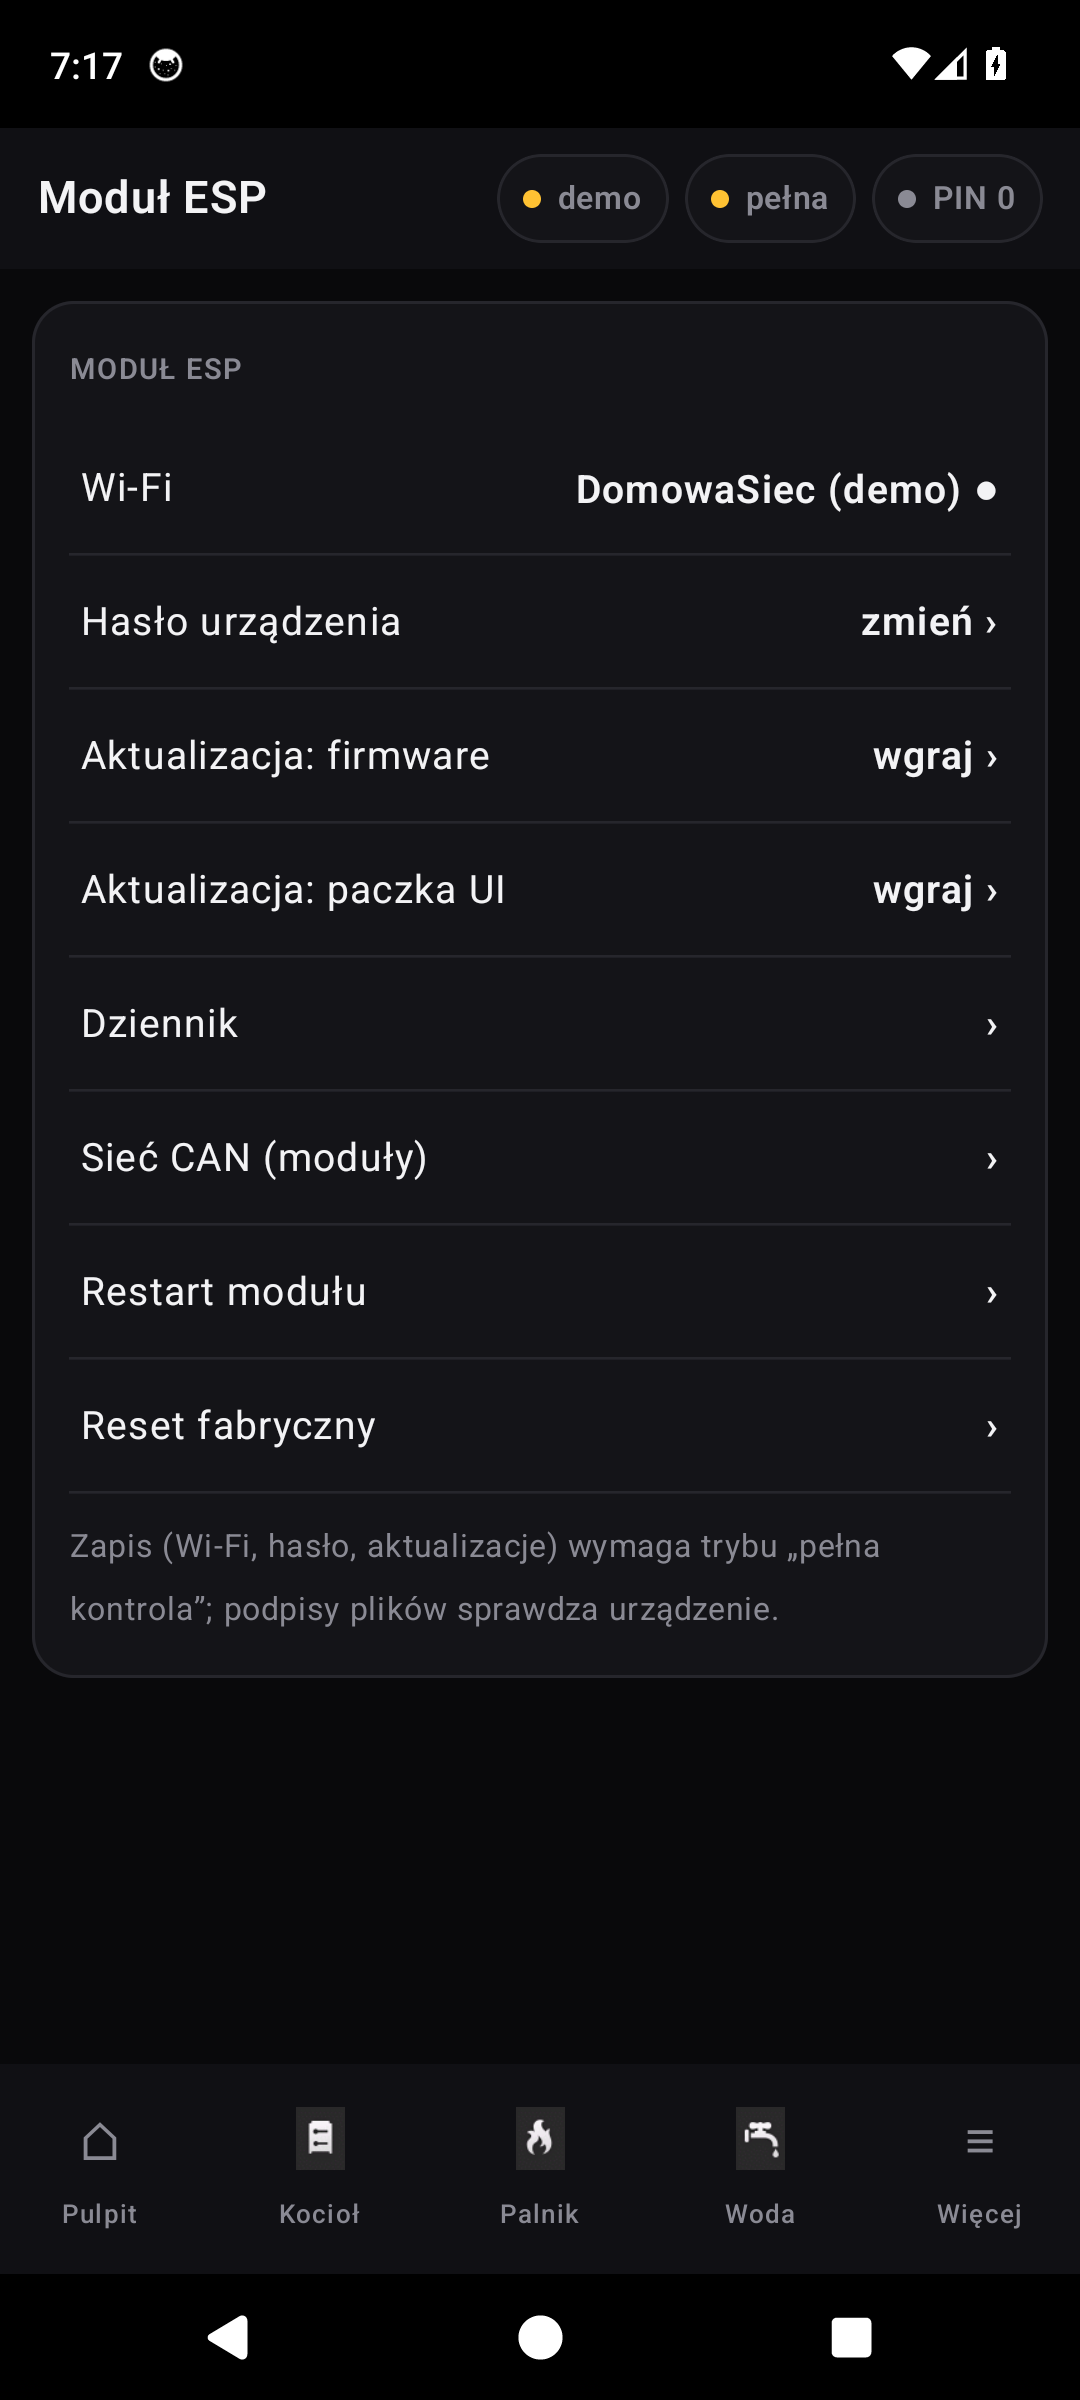 7:17
Moduł ESP
demo
pełna
PIN 0
MODUŁ ESP
Wi-Fi DomowaSiec (demo)
Hasło urządzenia zmień ›
Aktualizacja: firmware wgraj ›
Aktualizacja: paczka UI wgraj ›
Dziennik ›
Sieć CAN (moduły) ›
Restart modułu ›
Reset fabryczny ›
Zapis (Wi-Fi, hasło, aktualizacje) wymaga trybu „pełna
kontrola”; podpisy plików sprawdza urządzenie.
Pulpit
Kocioł
Palnik
Woda
Więcej